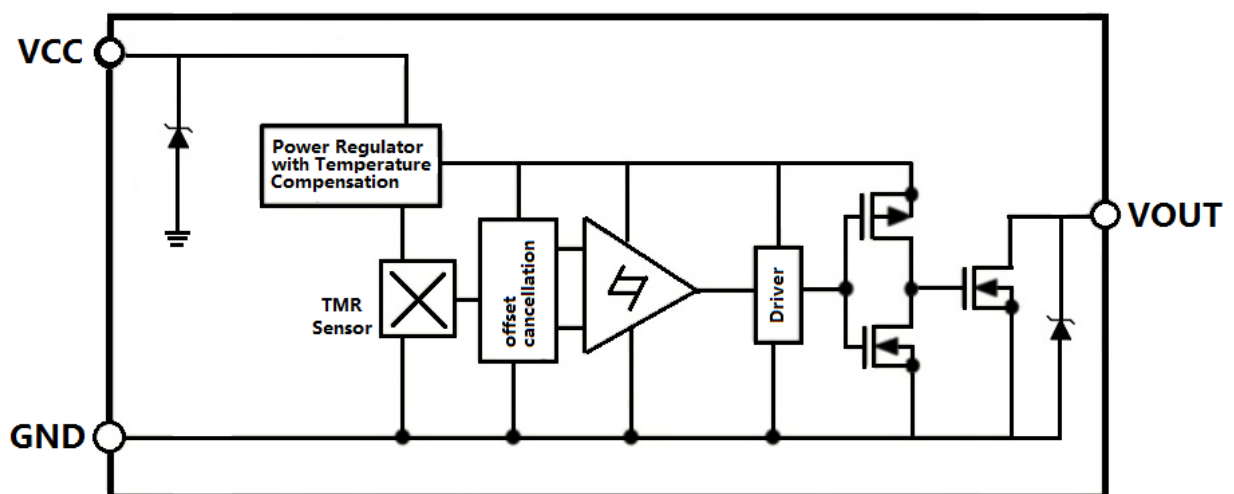 VCC
Power Regulator
with Temperature
Compensation
VOUT
offset
cancellation
Driver
TMR
Sensor
GND